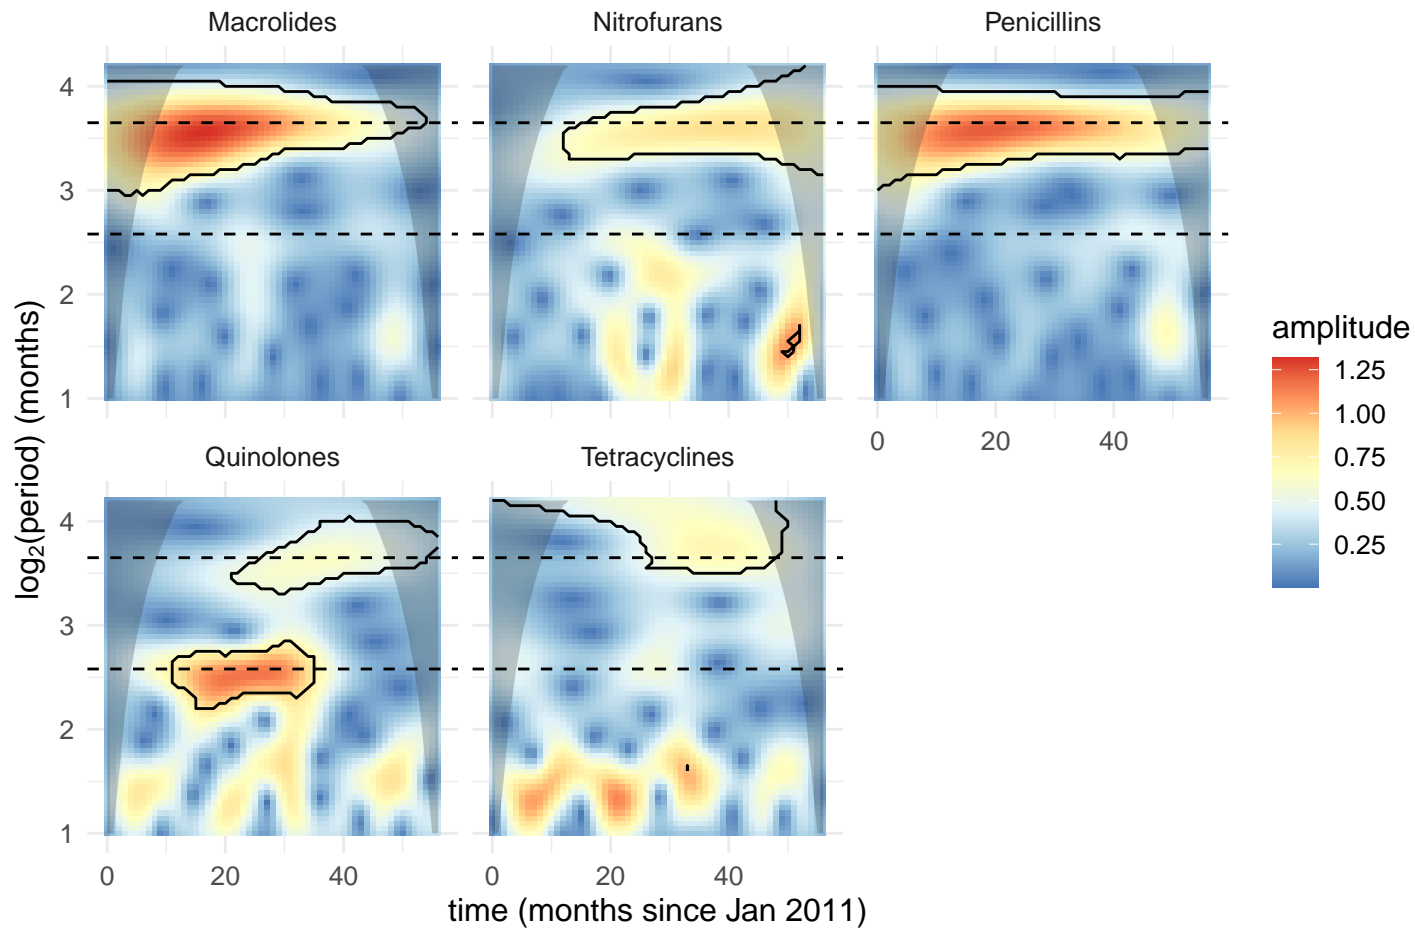 Macrolides
Nitrofurans
Penicillins
4
3
2
1
0
20
40
Quinolones
Tetracyclines
4
3
2
1
0
20
40
0
20
40
log₂(period) (months)
time (months since Jan 2011)
amplitude
1.25
1.00
0.75
0.50
0.25